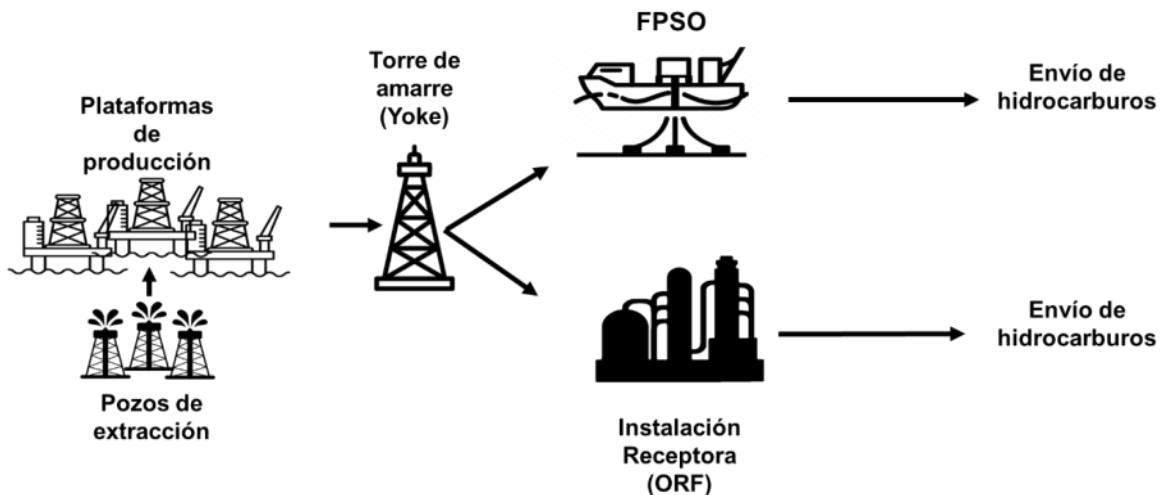 Plataformas
de
producción
Pozos de
extracción
Torre de
amarre
(Yoke)
FPSO
Envío de
hidrocarburos
Instalación
Receptora
(ORF)
Envío de
hidrocarburos